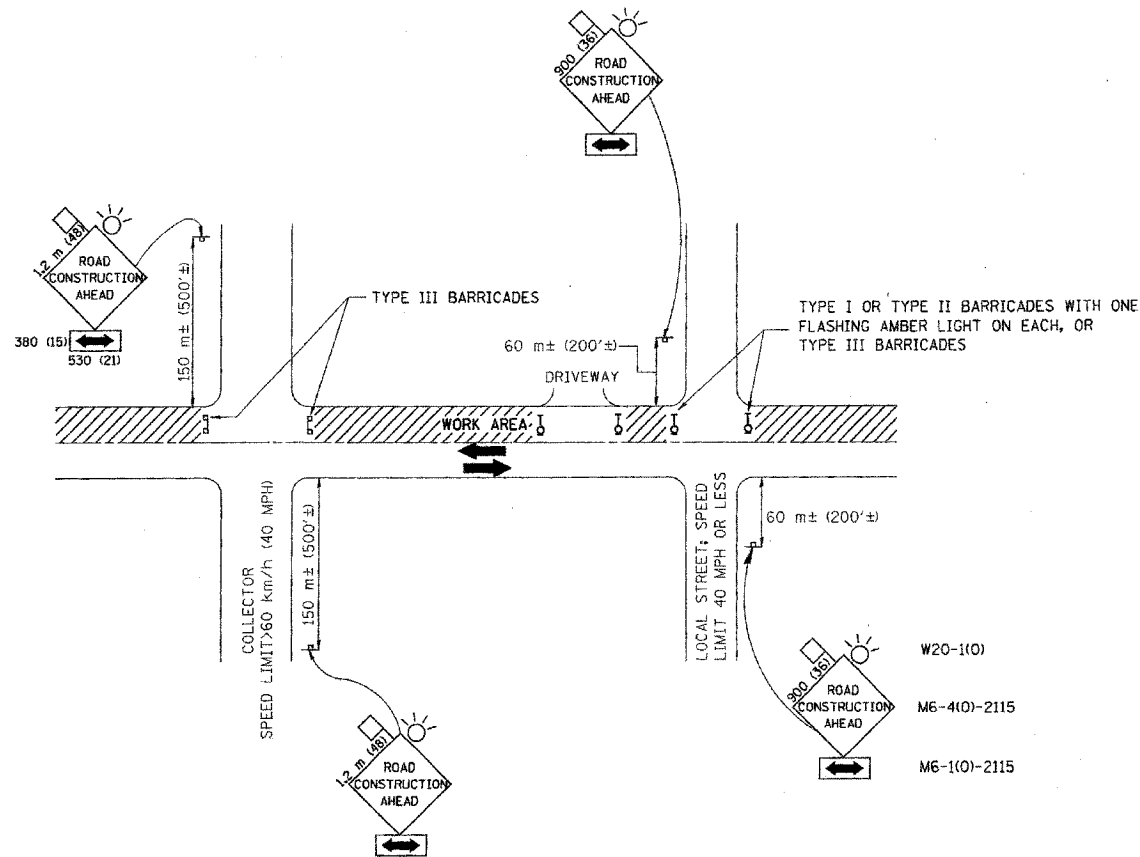 900 (36)
ROAD
CONSTRUCTION
AHEAD
1.2 m (48)
ROAD
CONSTRUCTION
AHEAD
380 (15)
530 (21)
150 m± (500'±)
TYPE III BARRICADES
60 m± (200'±)
DRIVEWAY
TYPE I OR TYPE II BARRICADES WITH ONE
FLASHING AMBER LIGHT ON EACH, OR
TYPE III BARRICADES
WORK AREA
COLLECTOR
SPEED LIMIT>60 km/h (40 MPH)
150 m± (500'±)
LOCAL STREET; SPEED
LIMIT 40 MPH OR LESS
60 m± (200'±)
1.2 m (48)
ROAD
CONSTRUCTION
AHEAD
900 (36)
ROAD
CONSTRUCTION
AHEAD
W20-1(O)
M6-4(O)-2115
M6-1(O)-2115